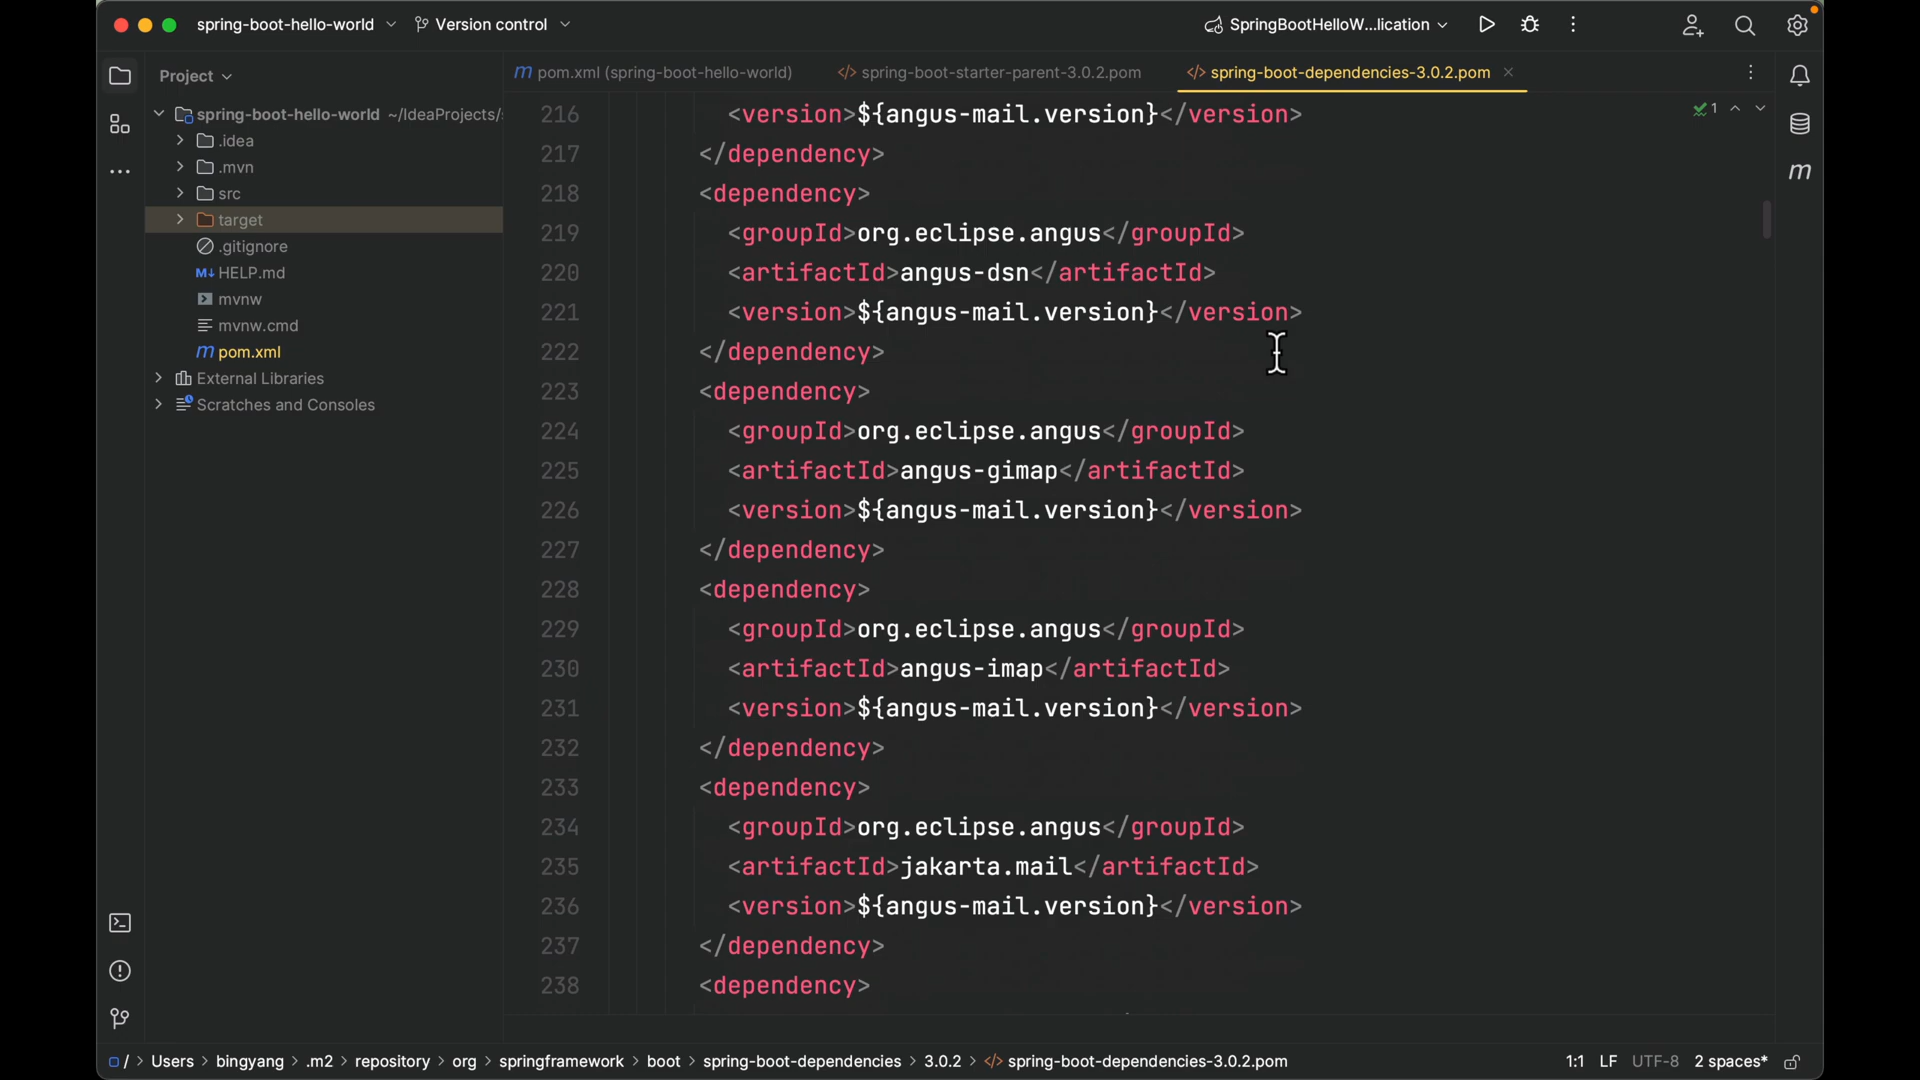 spring-boot-hello-world
Version control
SpringBootHelloW...lication
Project
pom.xml (spring-boot-hello-world)
spring-boot-starter-parent-3.0.2.pom
spring-boot-dependencies-3.0.2.pom
spring-boot-hello-world ~/IdeaProjects/
.idea
.mvn
src
target
.gitignore
M↓ HELP.md
mvnw
mvnw.cmd
m pom.xml
External Libraries
Scratches and Consoles
1
216 <version>${angus-mail.version}</version>
217 </dependency>
218 <dependency>
219 <groupId>org.eclipse.angus</groupId>
220 <artifactId>angus-dsn</artifactId>
221 <version>${angus-mail.version}</version>
222 </dependency>
223 <dependency>
224 <groupId>org.eclipse.angus</groupId>
225 <artifactId>angus-gimap</artifactId>
226 <version>${angus-mail.version}</version>
227 </dependency>
228 <dependency>
229 <groupId>org.eclipse.angus</groupId>
230 <artifactId>angus-imap</artifactId>
231 <version>${angus-mail.version}</version>
232 </dependency>
233 <dependency>
234 <groupId>org.eclipse.angus</groupId>
235 <artifactId>jakarta.mail</artifactId>
236 <version>${angus-mail.version}</version>
237 </dependency>
238 <dependency>
/ > Users > bingyang > .m2 > repository > org > springframework > boot > spring-boot-dependencies > 3.0.2 > </> spring-boot-dependencies-3.0.2.pom
1:1 LF UTF-8 2 spaces*